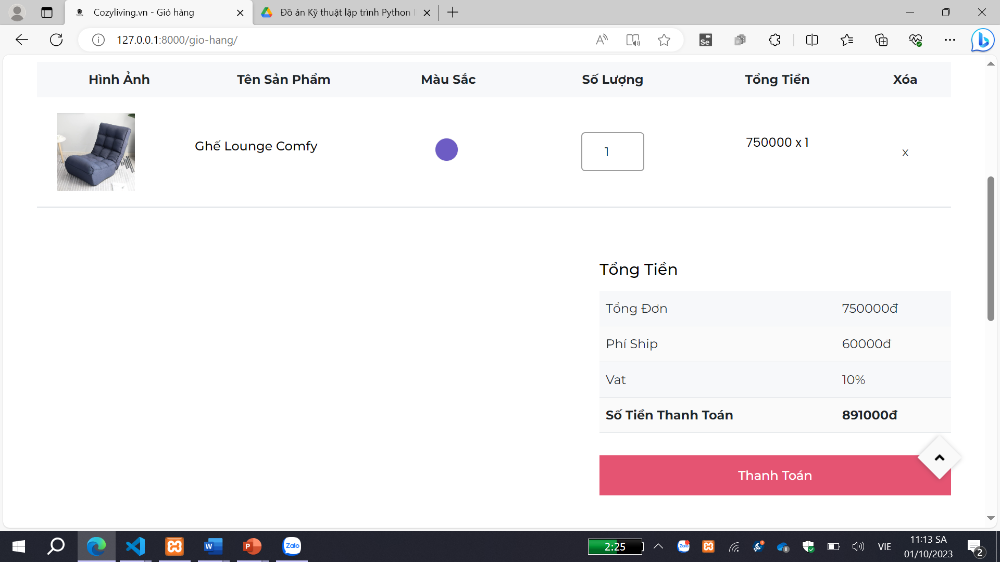 Cozyliving.vn - Giỏ hàng
Đồ án Kỹ thuật lập trình Python
127.0.0.1:8000/gio-hang/
Hình Ảnh Tên Sản Phẩm Màu Sắc Số Lượng Tổng Tiền Xóa
Ghế Lounge Comfy 1 750000 x 1 x
Tổng Tiền
Tổng Đơn 750000đ
Phí Ship 60000đ
Vat 10%
Số Tiền Thanh Toán 891000đ
Thanh Toán
2:25 VIE 11:13 SA
01/10/2023
2
Zalo
Se